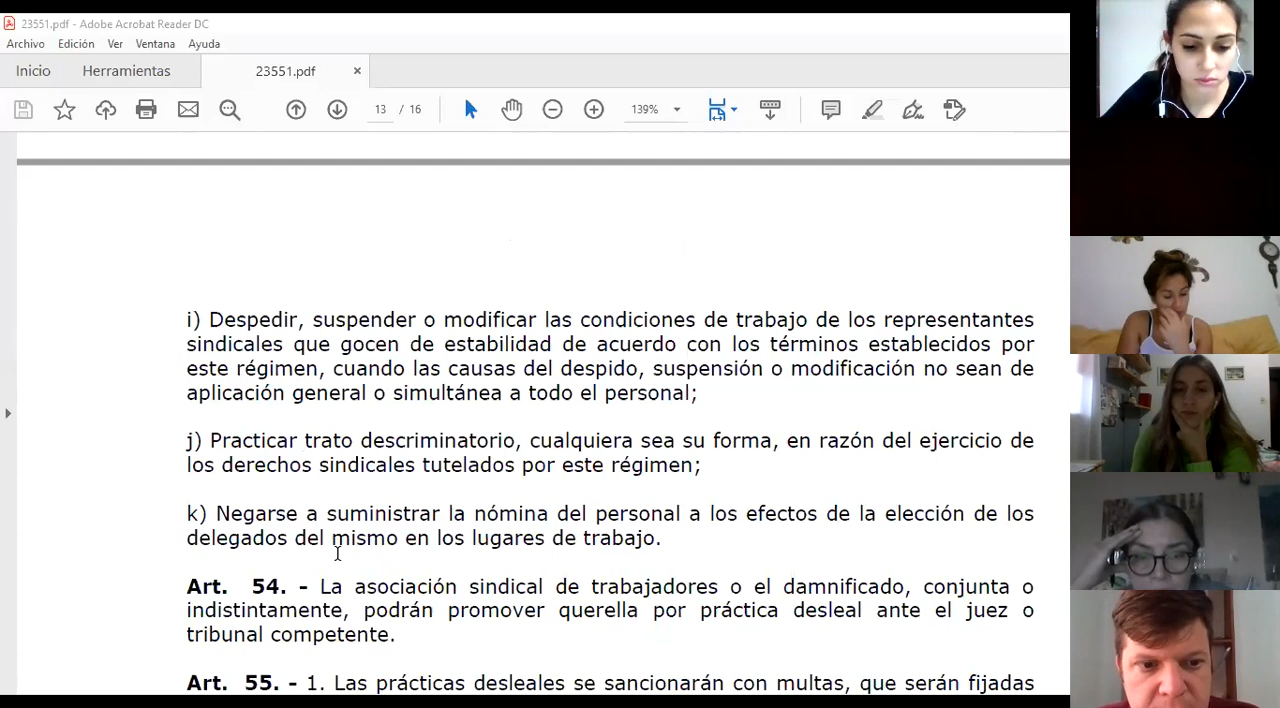 23551.pdf - Adobe Acrobat Reader DC
Archivo Edición Ver Ventana Ayuda
Inicio Herramientas 23551.pdf ×
13 / 16 139%
i) Despedir, suspender o modificar las condiciones de trabajo de los representantes
sindicales que gocen de estabilidad de acuerdo con los términos establecidos por
este régimen, cuando las causas del despido, suspensión o modificación no sean de
aplicación general o simultánea a todo el personal;
j) Practicar trato descriminatorio, cualquiera sea su forma, en razón del ejercicio de
los derechos sindicales tutelados por este régimen;
k) Negarse a suministrar la nómina del personal a los efectos de la elección de los
delegados del mismo en los lugares de trabajo.
Art. 54. - La asociación sindical de trabajadores o el damnificado, conjunta o
indistintamente, podrán promover querella por práctica desleal ante el juez o
tribunal competente.
Art. 55. - 1. Las prácticas desleales se sancionarán con multas, que serán fijadas